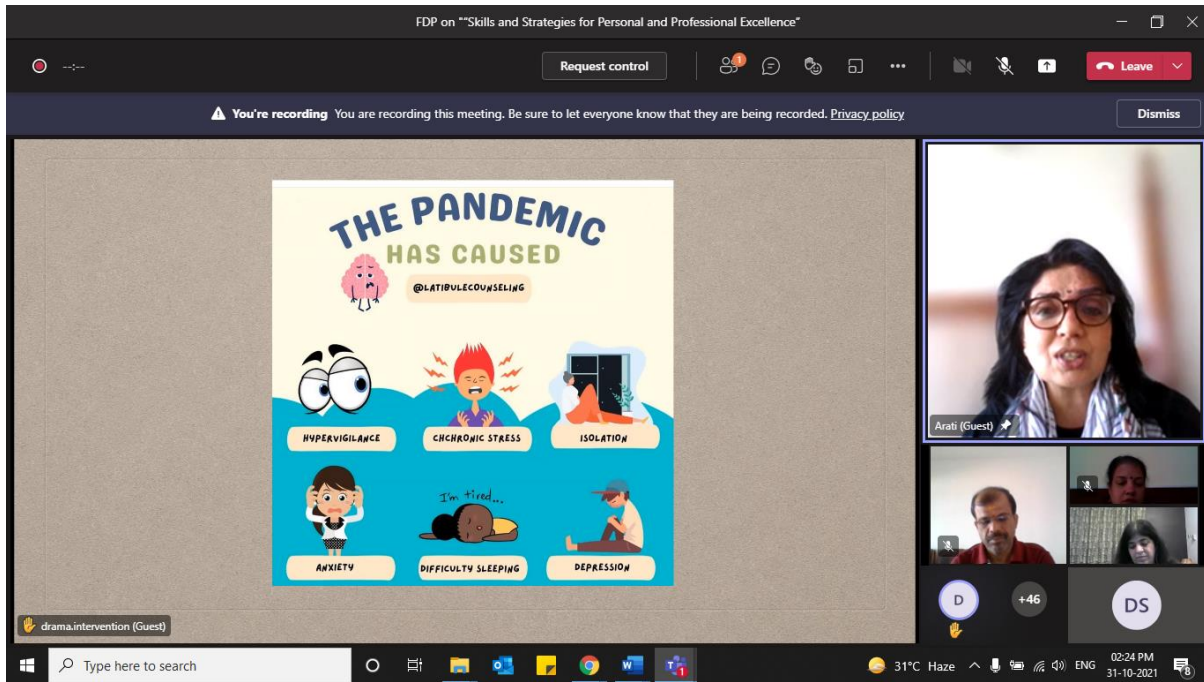 FDP on ""Skills and Strategies for Personal and Professional Excellence"
--:--
Request control
1
Leave
You're recording You are recording this meeting. Be sure to let everyone know that they are being recorded. Privacy policy
Dismiss
THE PANDEMIC
HAS CAUSED
@LATIBULECOUNSELING
HYPERVIGILANCE
CHCHRONIC STRESS
ISOLATION
I'm tired...
ANXIETY
DIFFICULTY SLEEPING
DEPRESSION
drama.intervention (Guest)
Arati (Guest)
D
+46
DS
Type here to search
31°C Haze
ENG
02:24 PM
31-10-2021
8